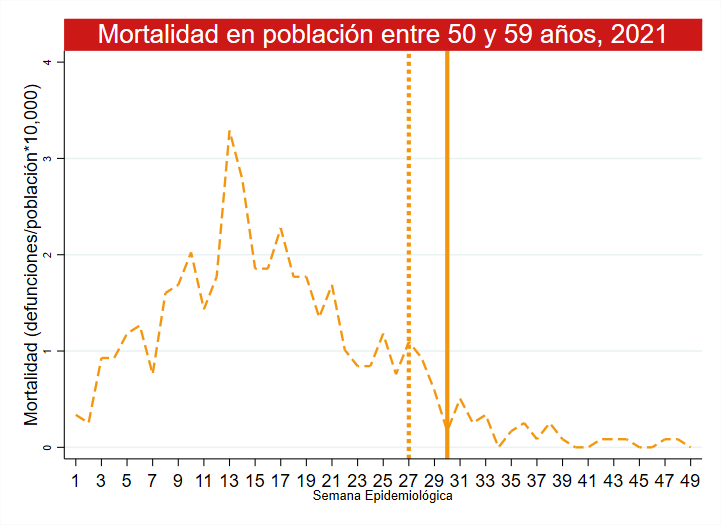 Mortalidad en población entre 50 y 59 años, 2021
Mortalidad (defunciones/población*10,000)
4
3
2
1
0
1 3 5 7 9 11 13 15 17 19 21 23 25 27 29 31 33 35 37 39 41 43 45 47 49
Semana Epidemiológica